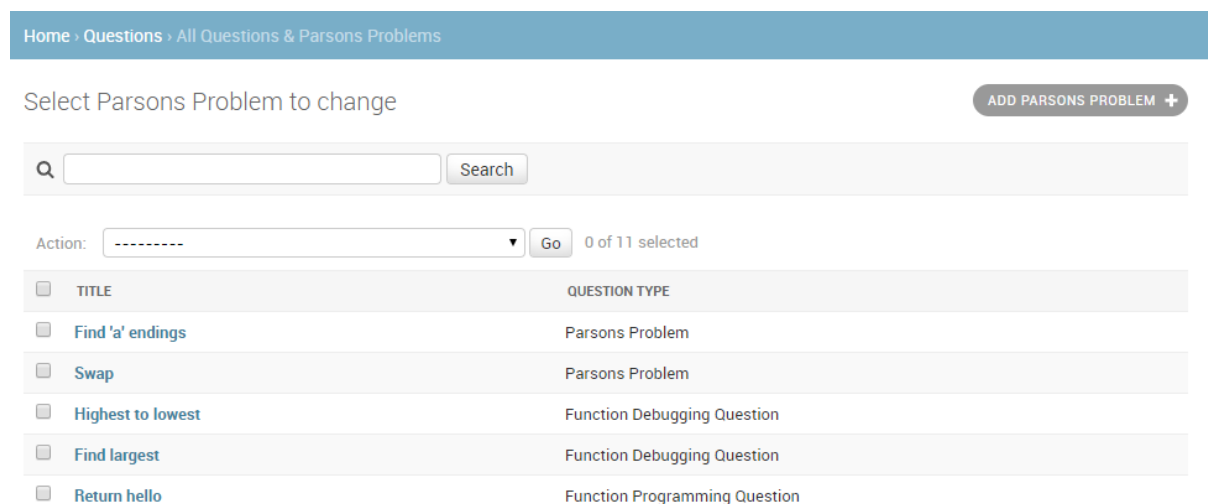 Home › Questions › All Questions & Parsons Problems
Select Parsons Problem to change
ADD PARSONS PROBLEM +
Search
Action: --------- Go 0 of 11 selected
TITLE QUESTION TYPE
Find 'a' endings Parsons Problem
Swap Parsons Problem
Highest to lowest Function Debugging Question
Find largest Function Debugging Question
Return hello Function Programming Question